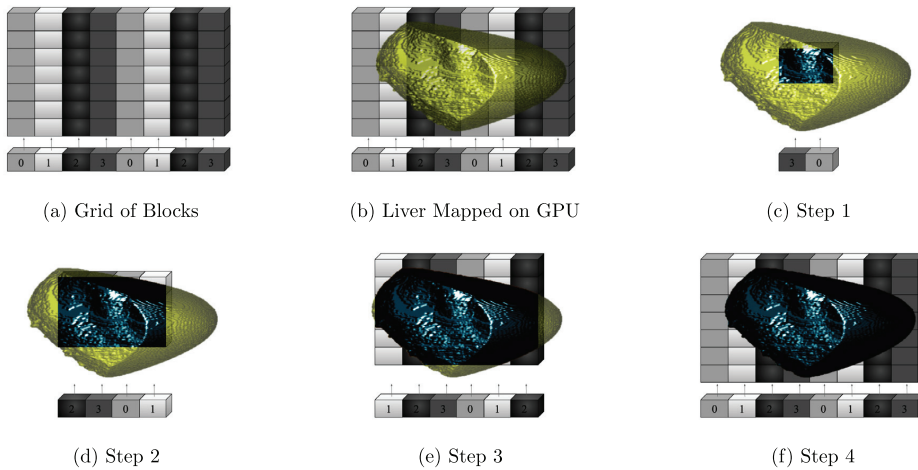 0 1 2 3 0 1 2 3
0 1 2 3 0 1 2 3
3 0
(a) Grid of Blocks
(b) Liver Mapped on GPU
(c) Step 1
2 3 0 1
1 2 3 0 1 2
0 1 2 3 0 1 2 3
(d) Step 2
(e) Step 3
(f) Step 4